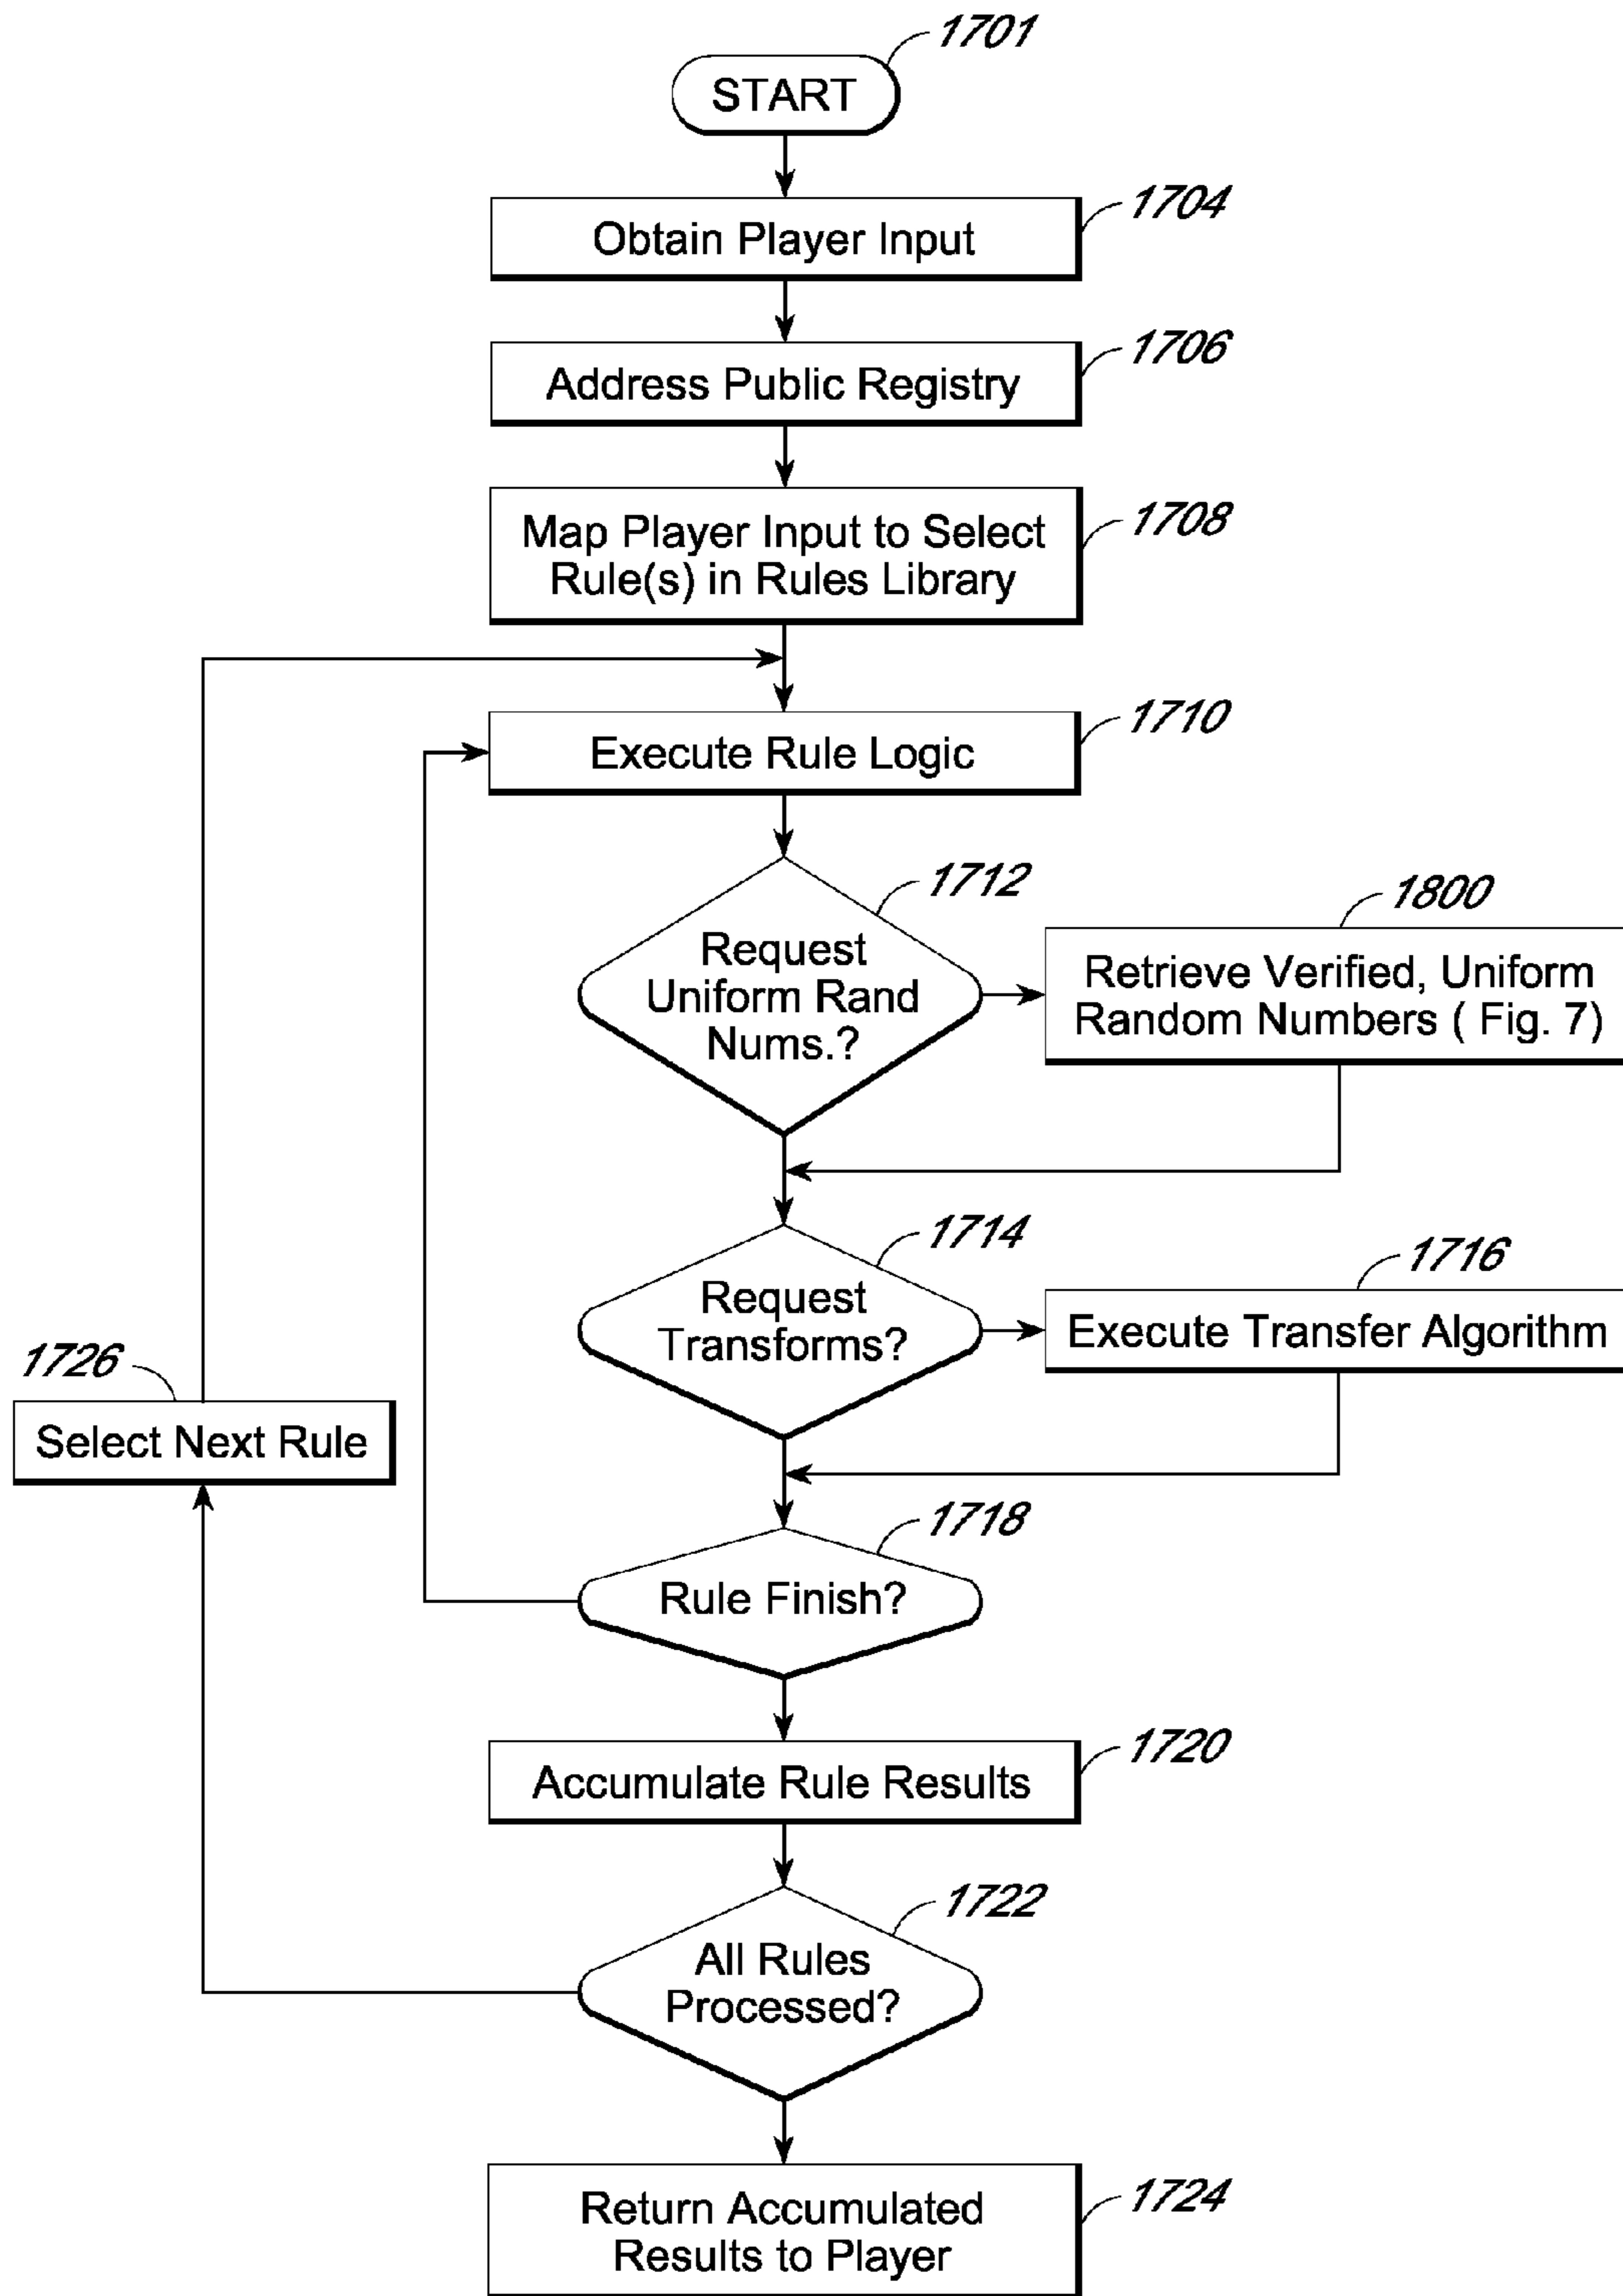 1701
START
1704
Obtain Player Input
1706
Address Public Registry
1708
Map Player Input to Select
Rule(s) in Rules Library
1710
Execute Rule Logic
1712
Request
Uniform Rand
Nums.?
1800
Retrieve Verified, Uniform
Random Numbers ( Fig. 7)
1714
Request
Transforms?
1716
Execute Transfer Algorithm
1726
Select Next Rule
1718
Rule Finish?
1720
Accumulate Rule Results
1722
All Rules
Processed?
1724
Return Accumulated
Results to Player